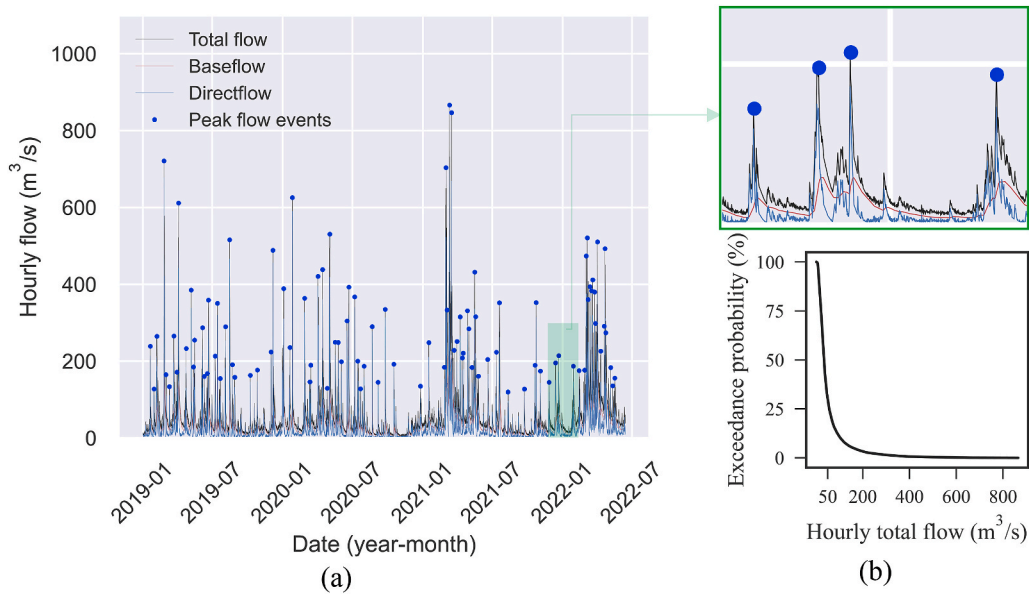 1000
800
600
400
200
0
Hourly flow (m³/s)
Total flow
Baseflow
Directflow
Peak flow events
2019-01
2019-07
2020-01
2020-07
2021-01
2021-07
2022-01
2022-07
Date (year-month)
(a)
Exceedance probability (%)
100
75
50
25
0
50
200
400
600
800
Hourly total flow (m³/s)
(b)